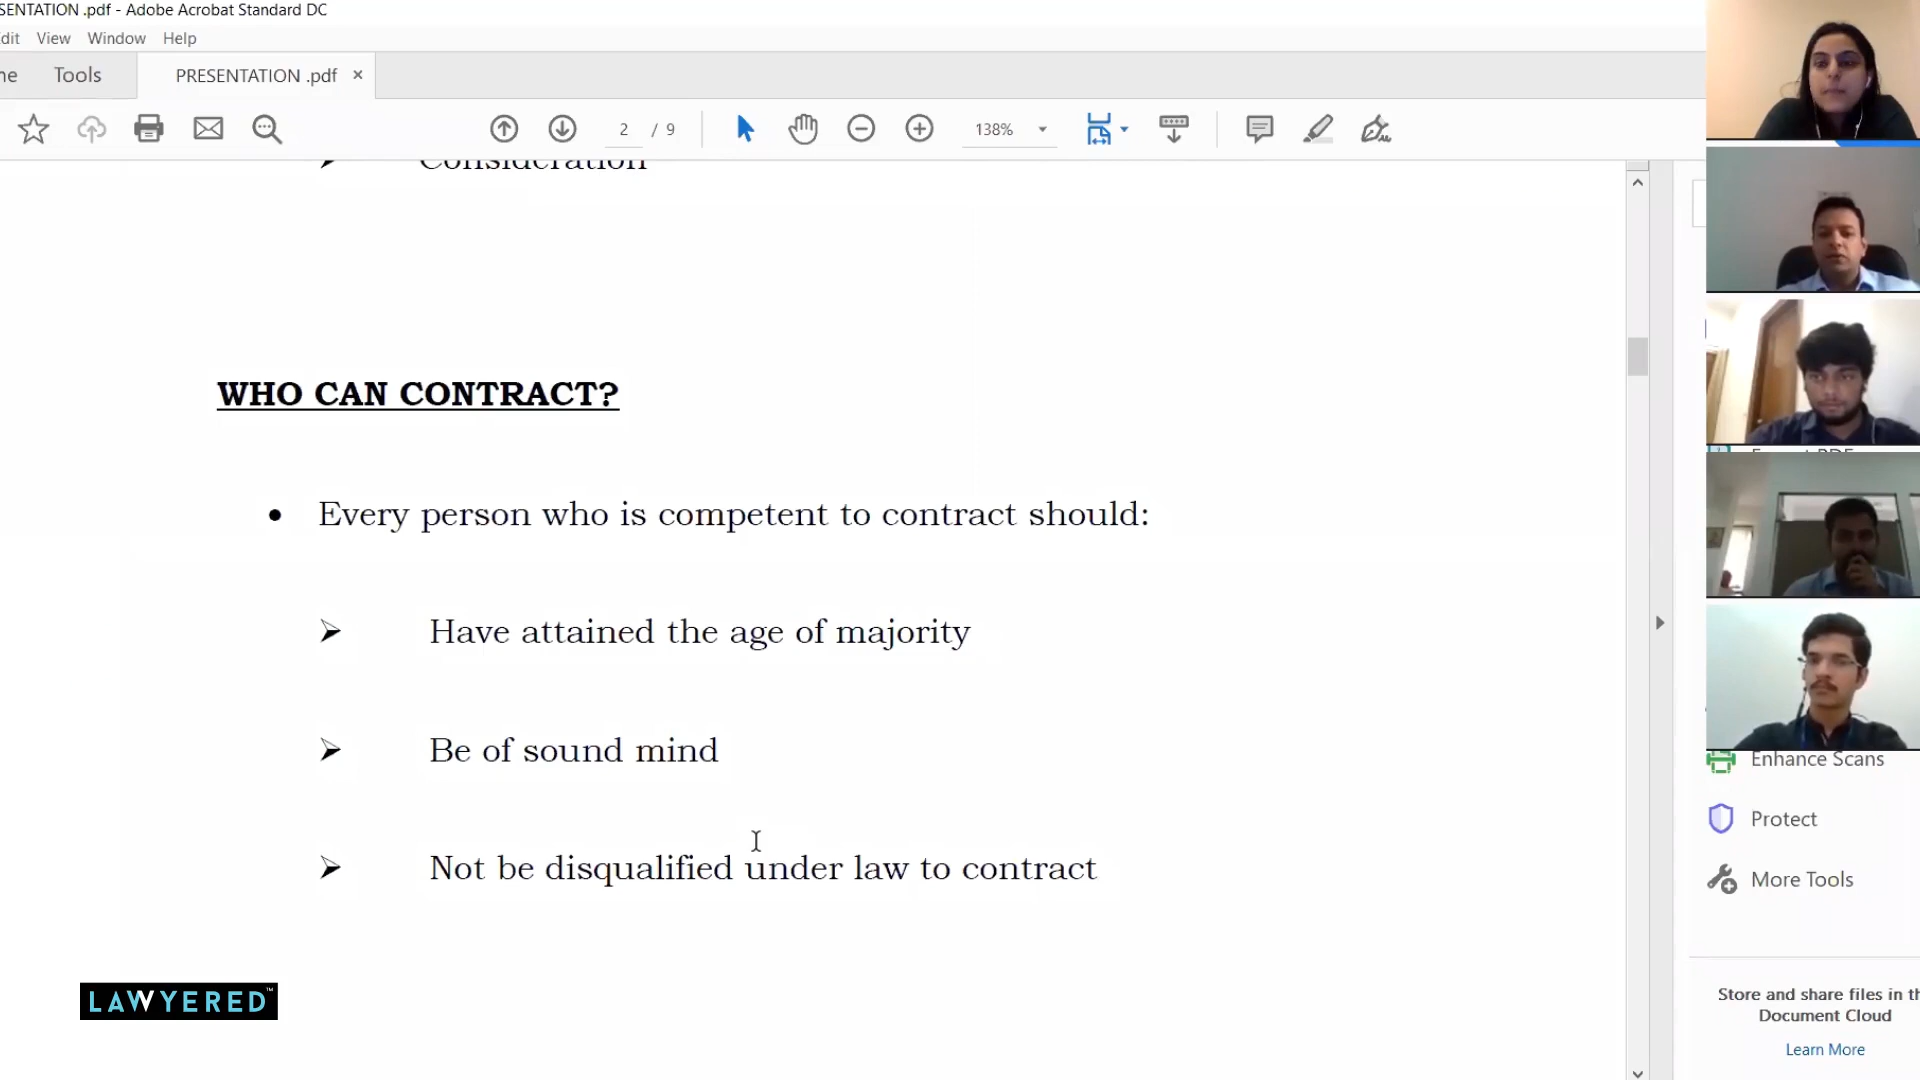 SENTATION .pdf - Adobe Acrobat Standard DC
dit View Window Help
me Tools PRESENTATION .pdf ×
2 / 9 138%
Consideration
WHO CAN CONTRACT?
• Every person who is competent to contract should:
➢ Have attained the age of majority
➢ Be of sound mind
➢ Not be disqualified under law to contract
Enhance Scans
Protect
More Tools
Store and share files in th
Document Cloud
Learn More
LAWYERED™